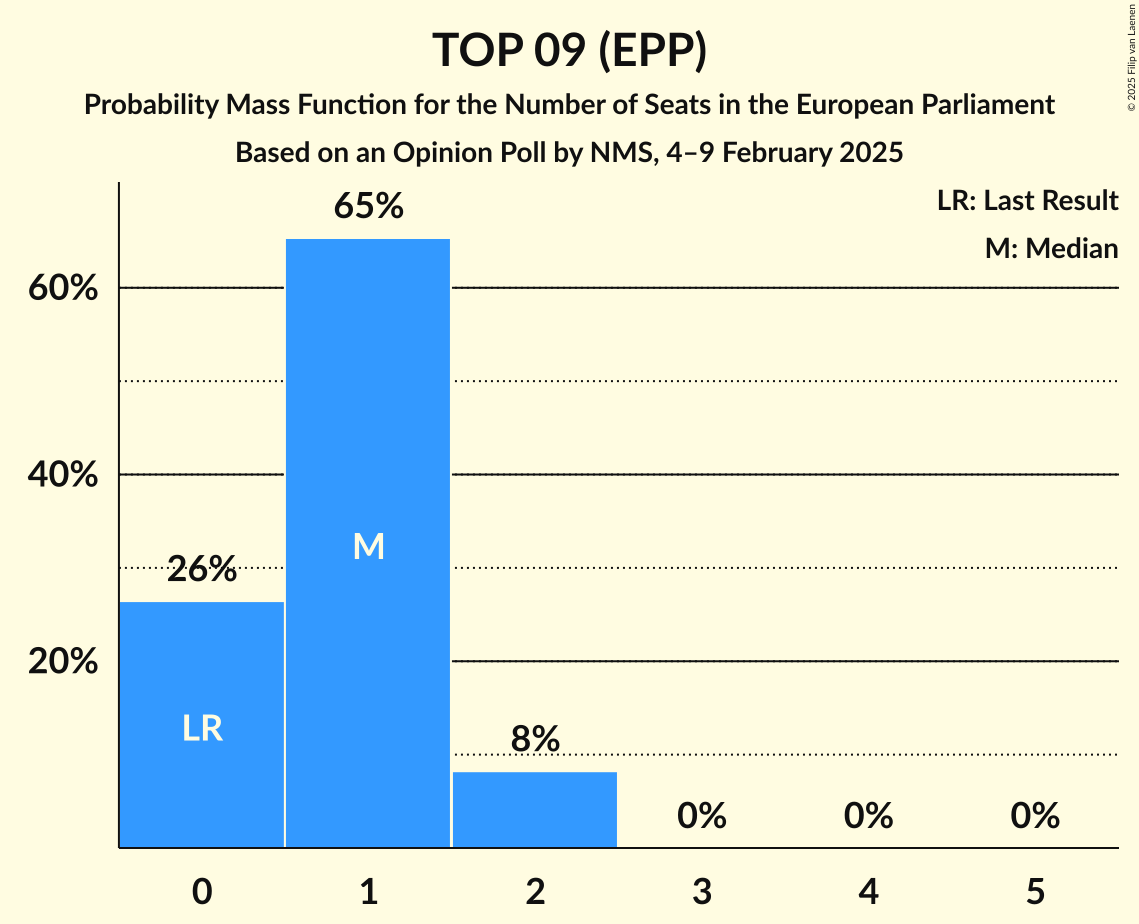 TOP 09 (EPP)
Probability Mass Function for the Number of Seats in the European Parliament
Based on an Opinion Poll by NMS, 4–9 February 2025
© 2025 Filip van Laenen
LR: Last Result
M: Median
65%
60%
40%
M
26%
20%
LR
8%
0%
0%
0%
0
1
2
3
4
5